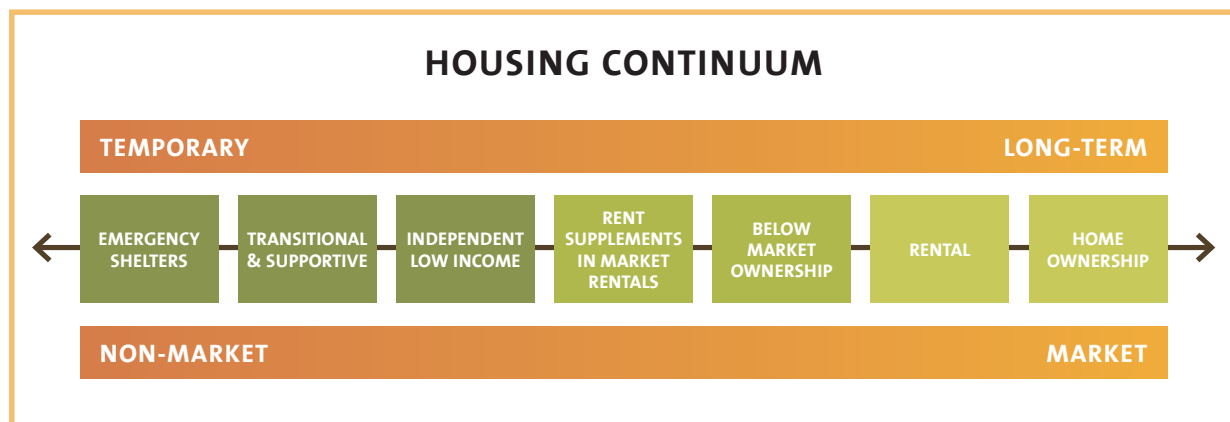 HOUSING CONTINUUM
TEMPORARY
LONG-TERM
EMERGENCY
SHELTERS
TRANSITIONAL
& SUPPORTIVE
INDEPENDENT
LOW INCOME
RENT
SUPPLEMENTS
IN MARKET
RENTALS
BELOW
MARKET
OWNERSHIP
RENTAL
HOME
OWNERSHIP
NON-MARKET
MARKET